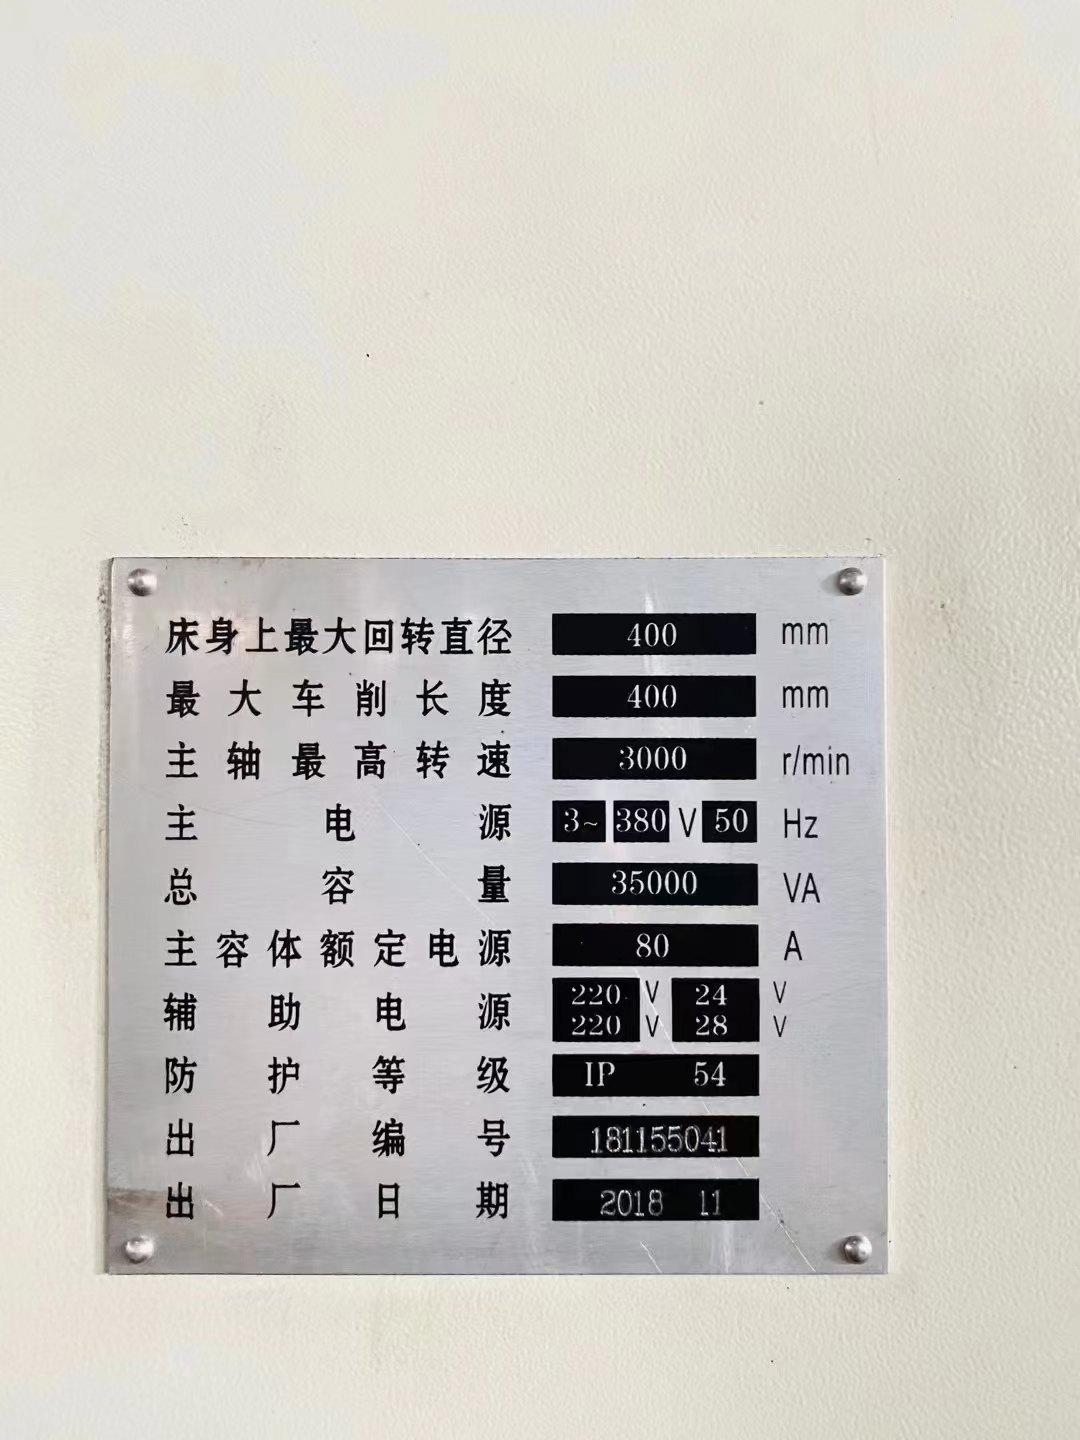 床身上最大回转直径 400 mm
最大车削长度 400 mm
主轴最高转速 3000 r/min
主电源 3~ 380 V 50 Hz
总容量 35000 VA
主容体额定电源 80 A
辅助电源 220 V 24 V
220 V 28 V
防护等级 IP 54
出厂编号 181155041
出厂日期 2018 11